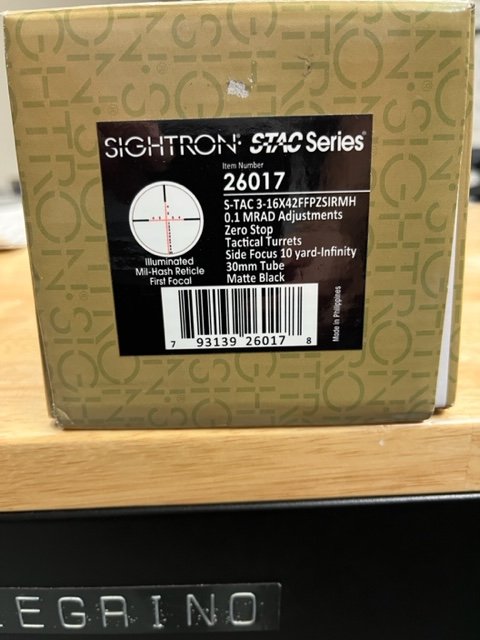 SIGHTRON® STAC Series®
Item Number
26017
S-TAC 3-16X42FFPZSIRMH
0.1 MRAD Adjustments
Zero Stop
Tactical Turrets
Side Focus 10 yard-Infinity
30mm Tube
Matte Black
Illuminated
Mil-Hash Reticle
First Focal
7 93139 26017 8
Made in Philippines
LEGRINO